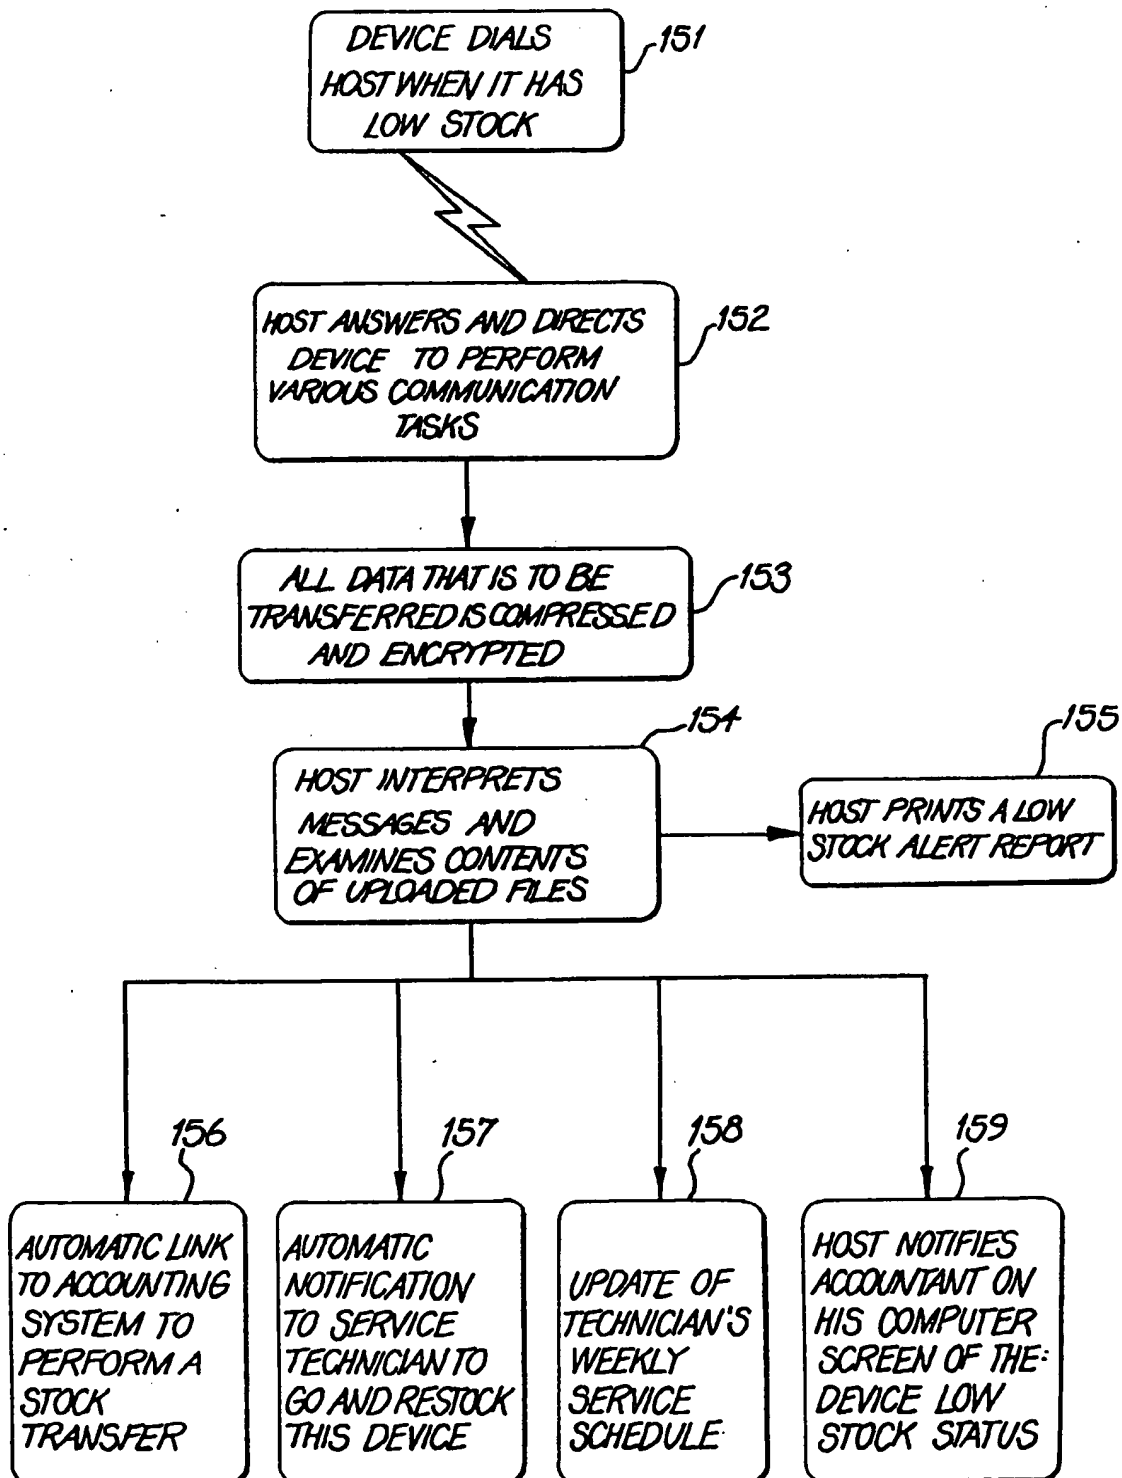 DEVICE DIALS
HOST WHEN IT HAS
LOW STOCK
151
HOST ANSWERS AND DIRECTS
DEVICE TO PERFORM
VARIOUS COMMUNICATION
TASKS
152
ALL DATA THAT IS TO BE
TRANSFERRED IS COMPRESSED
AND ENCRYPTED
153
HOST INTERPRETS
MESSAGES AND
EXAMINES CONTENTS
OF UPLOADED FILES
154
HOST PRINTS A LOW
STOCK ALERT REPORT
155
AUTOMATIC LINK
TO ACCOUNTING
SYSTEM TO
PERFORM A
STOCK
TRANSFER
156
AUTOMATIC
NOTIFICATION
TO SERVICE
TECHNICIAN TO
GO AND RESTOCK
THIS DEVICE
157
UPDATE OF
TECHNICIAN'S
WEEKLY
SERVICE
SCHEDULE
158
HOST NOTIFIES
ACCOUNTANT ON
HIS COMPUTER
SCREEN OF THE:
DEVICE LOW
STOCK STATUS
159